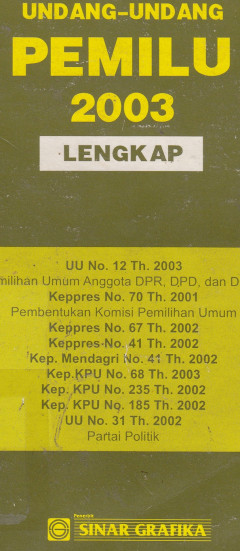 UNDANG-UNDANG
PEMILU
2003
LENGKAP
UU No. 12 Th. 2003
milihan Umum Anggota DPR, DPD, dan D
Keppres No. 70 Th. 2001
Pembentukan Komisi Pemilihan Umum
Keppres No. 67 Th. 2002
Keppres No. 41 Th. 2002
Kep. Mendagri No. 41 Th. 2002
Kep.KPU No. 68 Th. 2003
Kep. KPU No. 235 Th. 2002
Kep. KPU No. 185 Th. 2002
UU No. 31 Th. 2002
Partai Politik
Penerbit
SINAR GRAFIKA